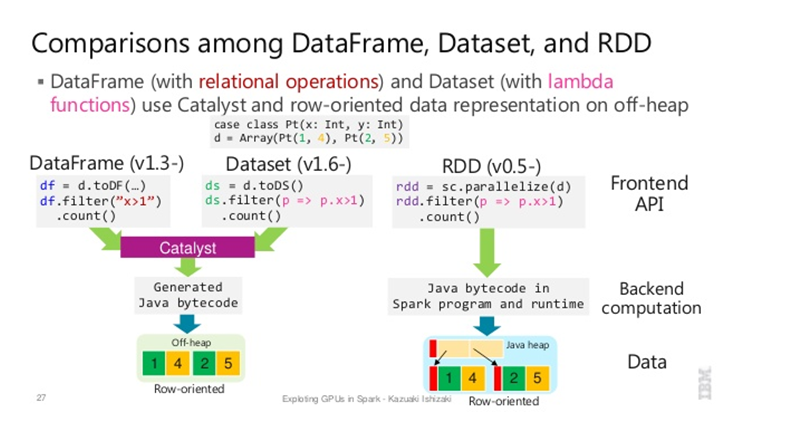 Comparisons among DataFrame, Dataset, and RDD
▪ DataFrame (with relational operations) and Dataset (with lambda
functions) use Catalyst and row-oriented data representation on off-heap
case class Pt(x: Int, y: Int)
d = Array(Pt(1, 4), Pt(2, 5))
DataFrame (v1.3-)
df = d.toDF(…)
df.filter(”x>1”)
.count()
Dataset (v1.6-)
ds = d.toDS()
ds.filter(p => p.x>1)
.count()
RDD (v0.5-)
rdd = sc.parallelize(d)
rdd.filter(p => p.x>1)
.count()
Frontend
API
Catalyst
Generated
Java bytecode
Java bytecode in
Spark program and runtime
Backend
computation
Off-heap
1 4 2 5
Row-oriented
Java heap
1 4 2 5
Row-oriented
Data
27
Exploting GPUs in Spark - Kazuaki Ishizaki
IBM